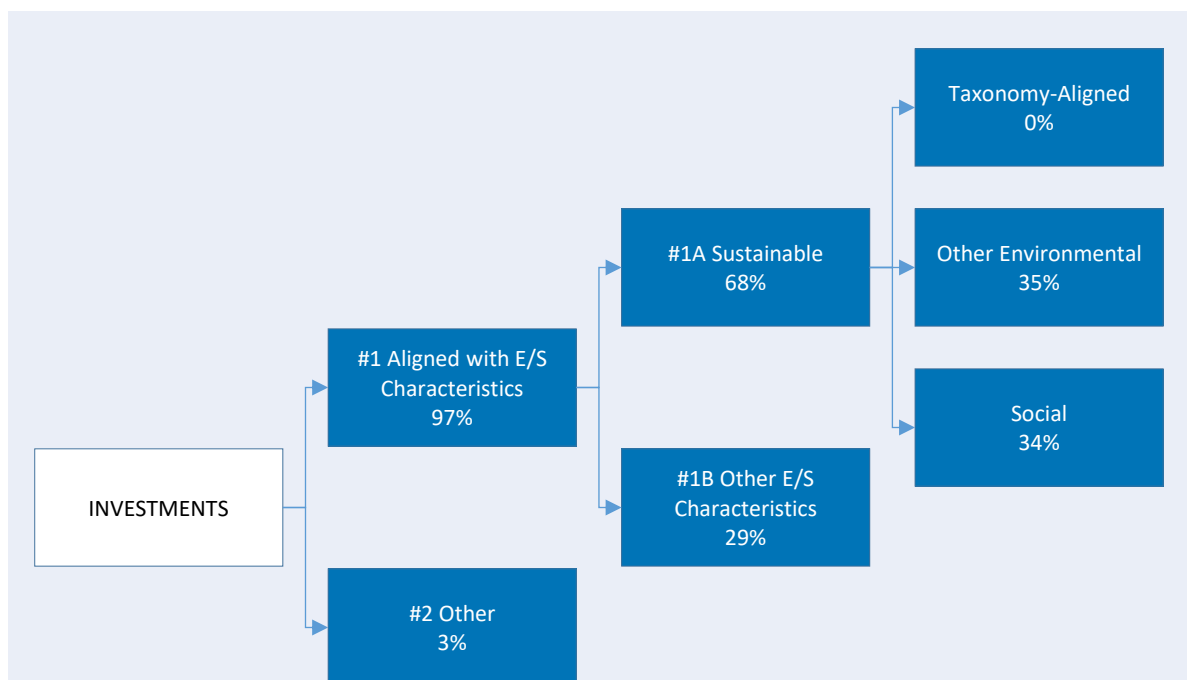 Taxonomy-Aligned
0%
#1A Sustainable
68%
Other Environmental
35%
#1 Aligned with E/S
Characteristics
97%
Social
34%
INVESTMENTS
#1B Other E/S
Characteristics
29%
#2 Other
3%